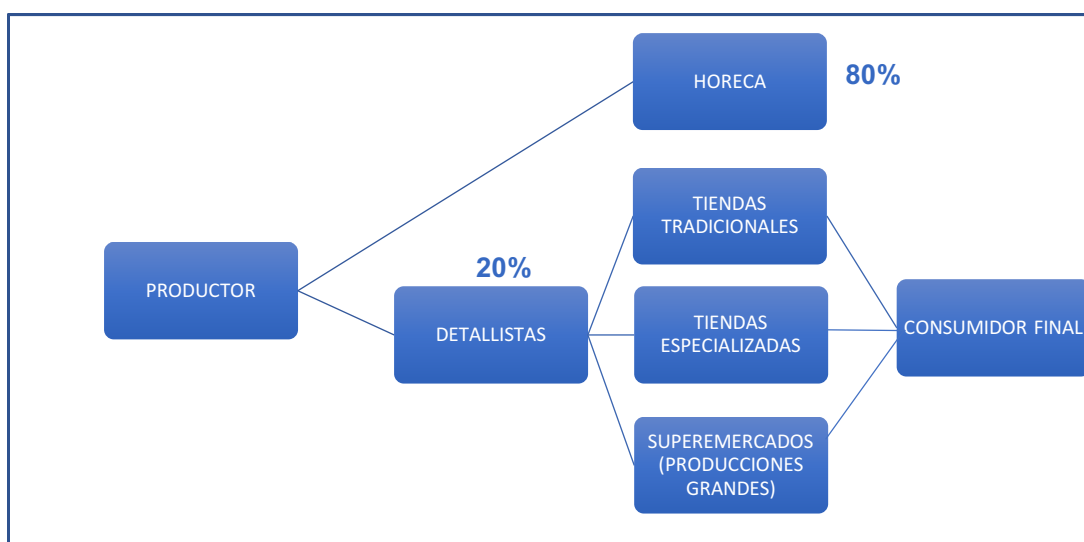 HORECA
80%
TIENDAS
TRADICIONALES
PRODUCTOR
20%
DETALLISTAS
TIENDAS
ESPECIALIZADAS
CONSUMIDOR FINAL
SUPEREMERCADOS
(PRODUCCIONES
GRANDES)